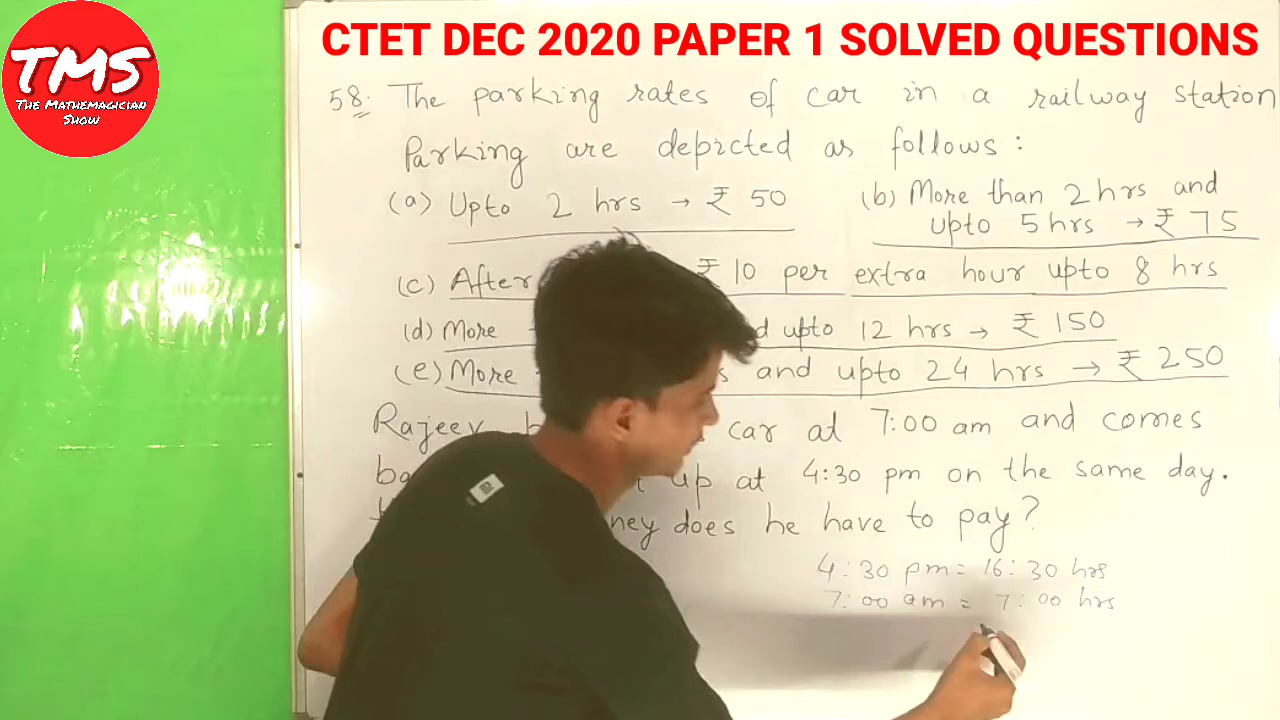 CTET DEC 2020 PAPER 1 SOLVED QUESTIONS
TMS
THE MATHEMAGICIAN
SHOW
58. The parking rates of car in a railway station
Parking are depicted as follows:
(a) Upto 2 hrs → ₹ 50
(b) More than 2 hrs and
upto 5 hrs → ₹ 75
(c) After ₹ 10 per extra hour upto 8 hrs
(d) More upto 12 hrs → ₹ 150
(e) More and upto 24 hrs → ₹ 250
Rajeev car at 7:00 am and comes
up at 4:30 pm on the same day.
does he have to pay?
4:30 pm = 16:30 hrs
7:00 am = 7:00 hrs